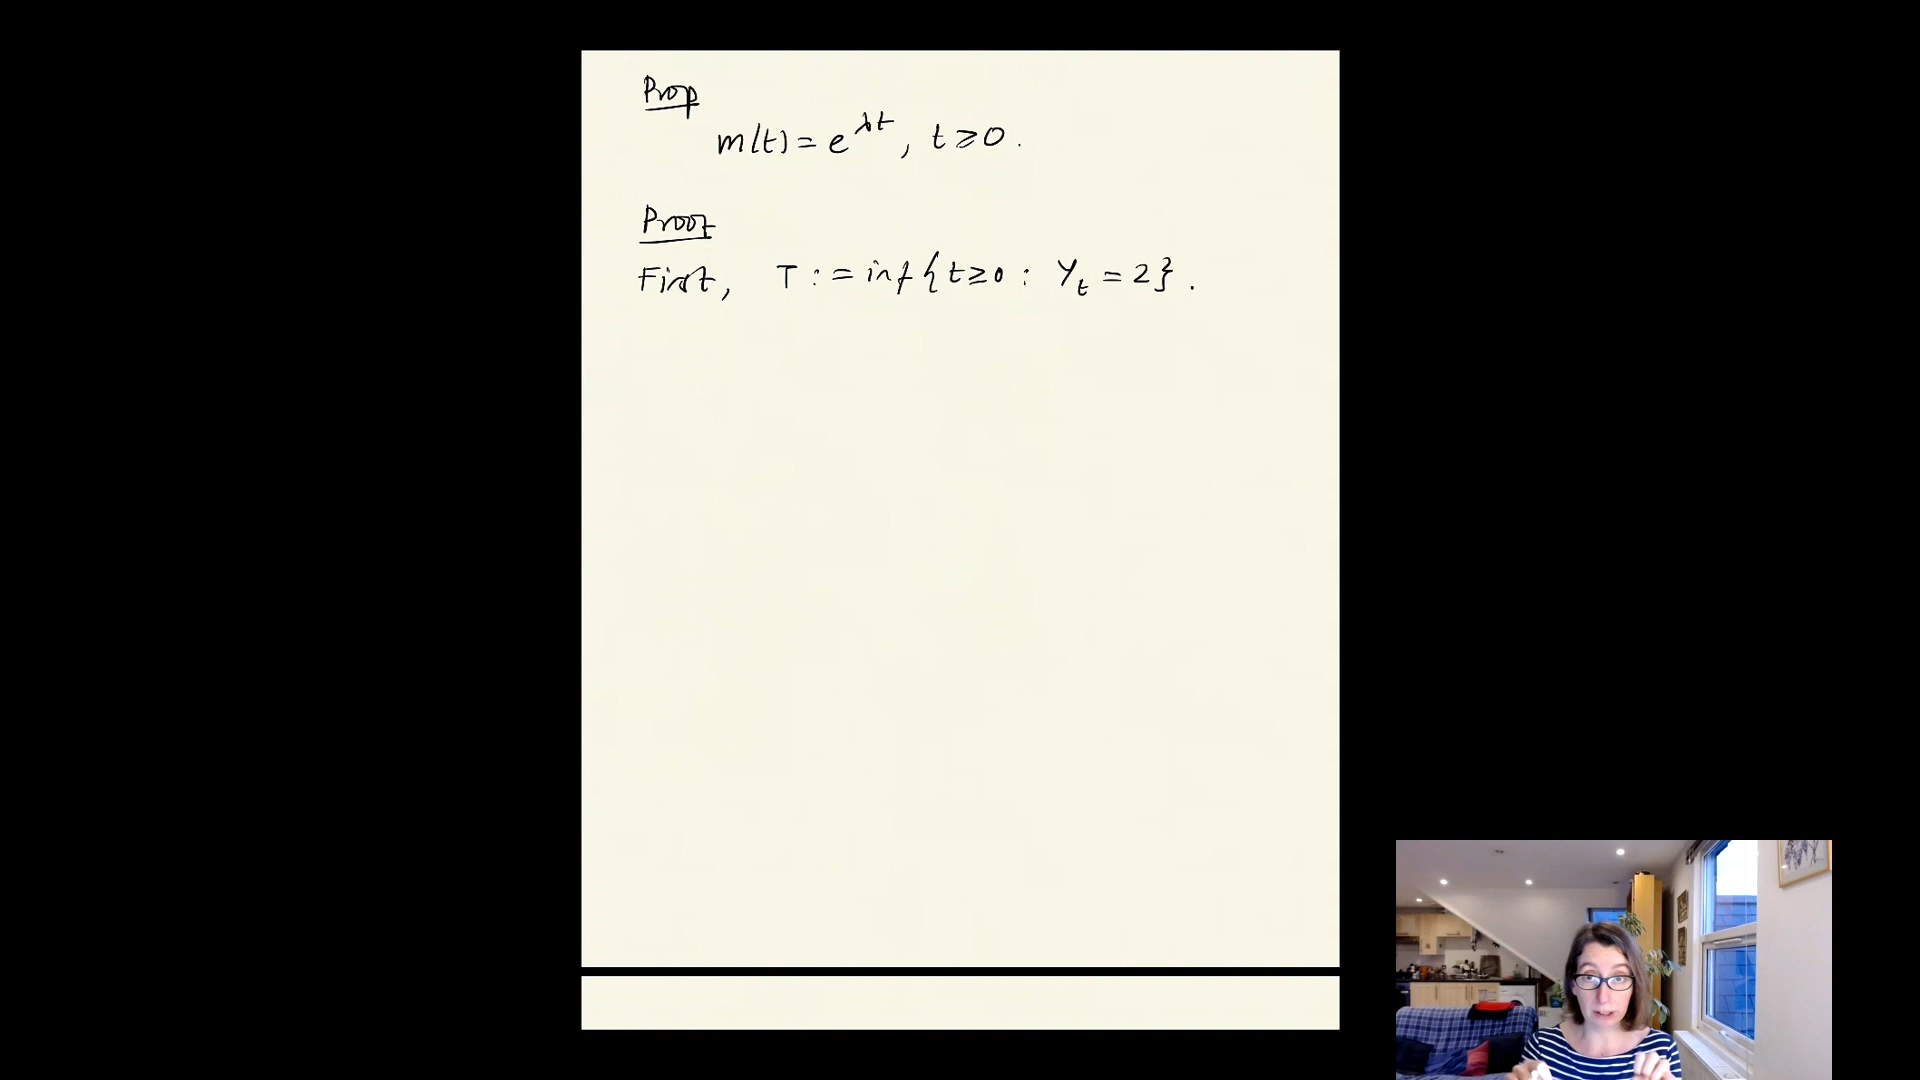 Prop
m(t) = e^{λt}, t ≥ 0.
Proof
First, T := inf{t ≥ 0 : Y_t = 2}.